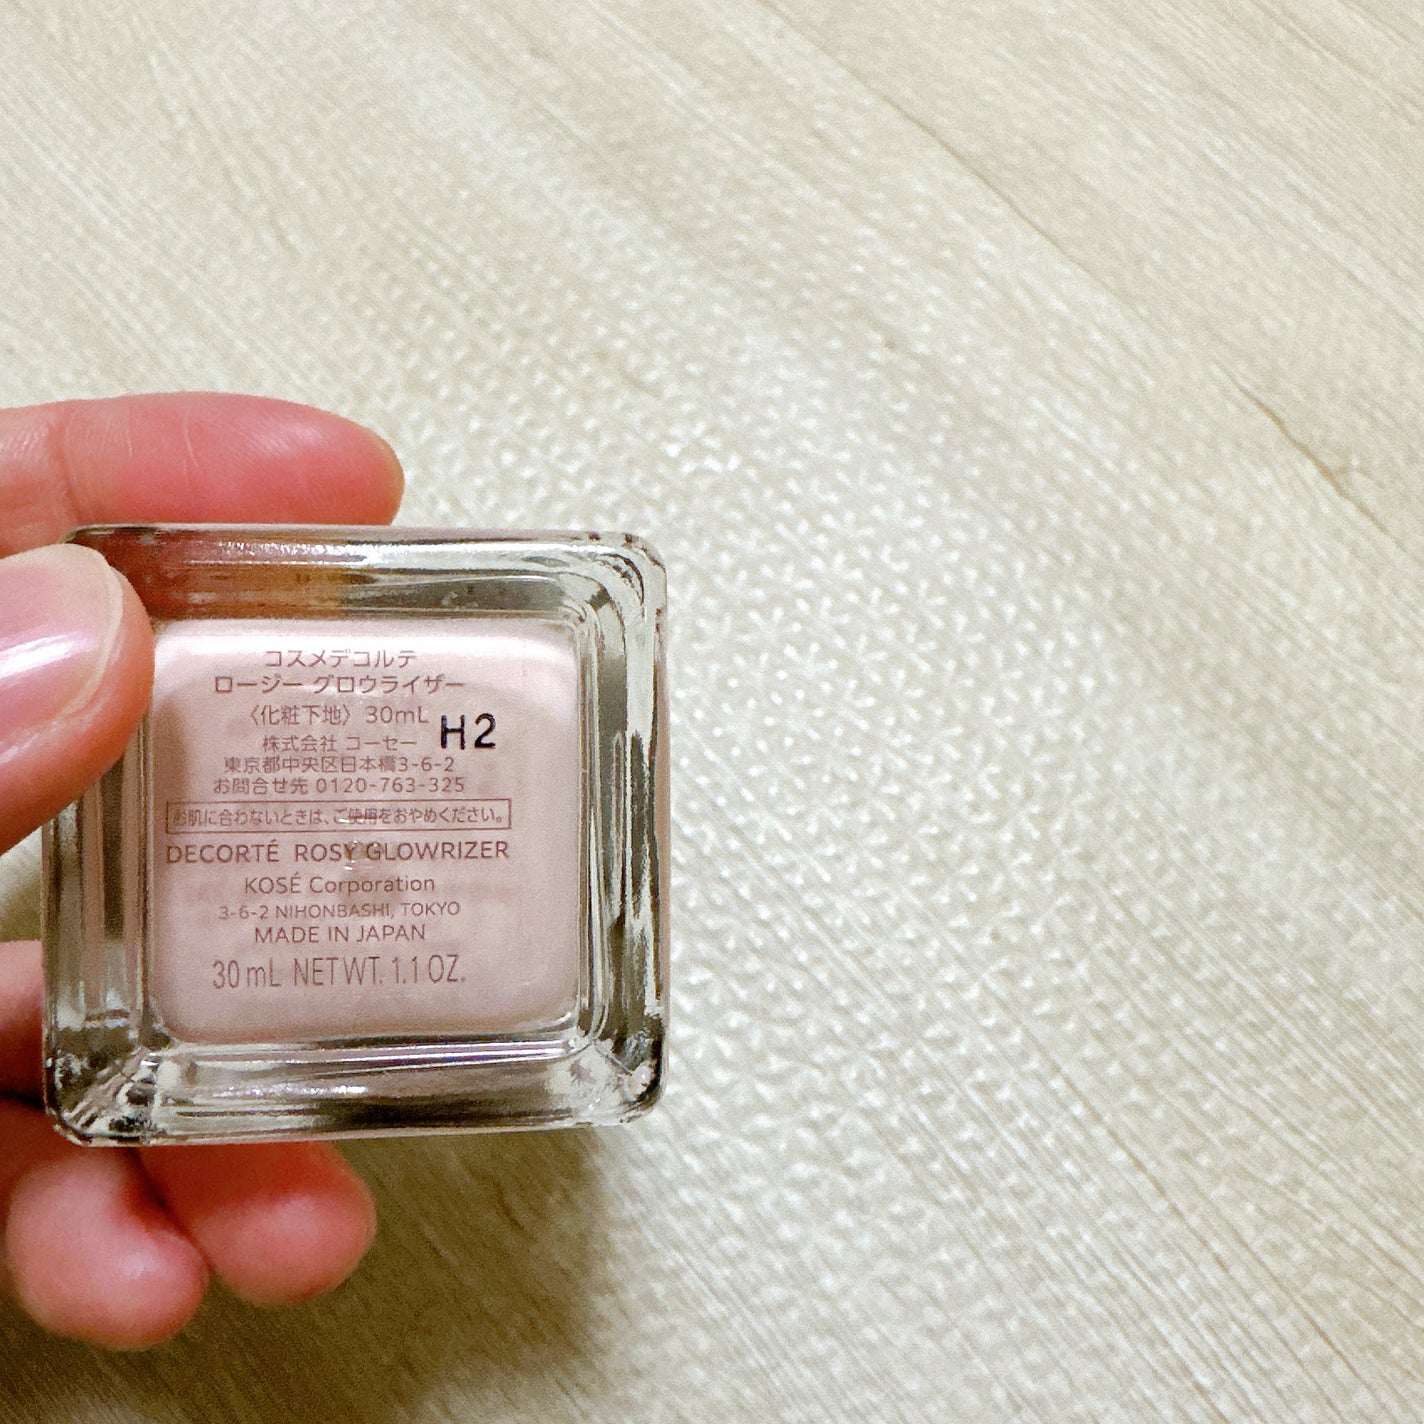 コスメデコルテ
ロージー グロウライザー
〈化粧下地〉 30mL
H2
株式会社 コーセー
東京都中央区日本橋3-6-2
お問合せ先 0120-763-325
お肌に合わないときは、ご使用をおやめください。
DECORTÉ ROSY GLOWRIZER
KOSÉ Corporation
3-6-2 NIHONBASHI, TOKYO
MADE IN JAPAN
30 mL NET WT. 1.1 OZ.